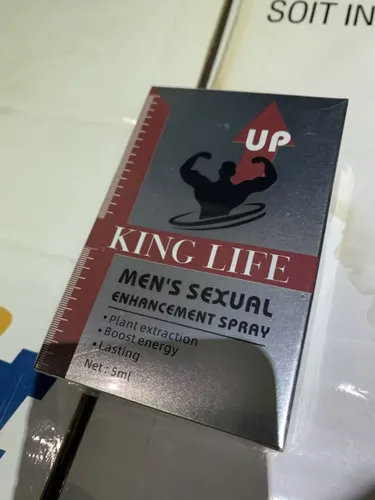 SOIT IN
UP
KING LIFE
MEN'S SEXUAL
ENHANCEMENT SPRAY
• Plant extraction
• Boost energy
• Lasting
Net : 5ml